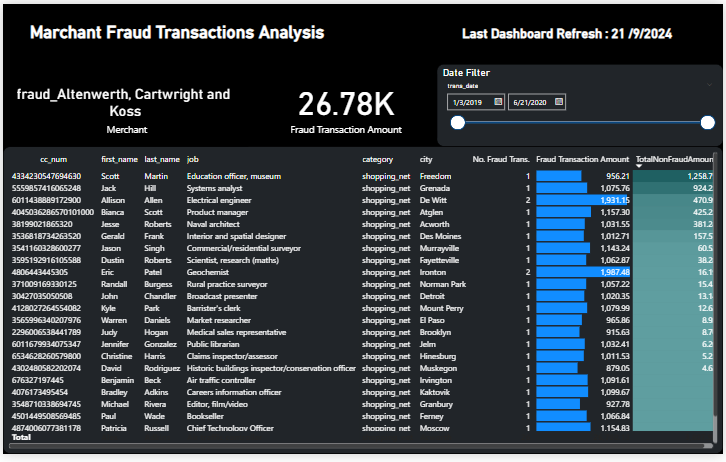 Marchant Fraud Transactions Analysis
Last Dashboard Refresh : 21 /9/2024
Date Filter
trans_date
1/3/2019 6/21/2020
fraud_Altenwerth, Cartwright and
Koss
Merchant
26.78K
Fraud Transaction Amount
cc_num first_name last_name job category city No. Fraud Trans. Fraud Transaction Amount TotalNonFraudAmoun
4334230547694630 Scott Martin Education officer, museum shopping_net Freedom 1 956.21 1,258.7
5559857416065248 Jack Hill Systems analyst shopping_net Grenada 1 1,075.76 924.2
6011438889172900 Allison Allen Electrical engineer shopping_net De Witt 2 1,931.15 470.9
4045036286570101000 Bianca Scott Product manager shopping_net Atglen 1 1,157.30 425.2
38199021865320 Jesse Roberts Naval architect shopping_net Acworth 1 1,031.55 381.2
3536818734263520 Gerald Frank Interior and spatial designer shopping_net Des Moines 1 1,012.71 157.5
3541160328600277 Jason Singh Commercial/residential surveyor shopping_net Murrayville 1 1,143.24 60.5
3595192916105588 Dustin Roberts Scientist, research (maths) shopping_net Fayetteville 1 1,062.87 38.2
4806443445305 Eric Patel Geochemist shopping_net Ironton 2 1,987.48 16.1
371009169330125 Randall Burgess Rural practice surveyor shopping_net Norman Park 1 1,057.22 15.4
30427035050508 John Chandler Broadcast presenter shopping_net Detroit 1 1,020.35 13.1
4128027264554082 Kyle Park Barrister's clerk shopping_net Mount Perry 1 1,079.99 12.6
3565996340207976 Warren Daniels Market researcher shopping_net El Paso 1 965.86 8.9
2296006538441789 Judy Hogan Medical sales representative shopping_net Brooklyn 1 915.63 8.7
6011679934075347 Jennifer Gonzalez Public librarian shopping_net Jelm 1 1,032.41 6.2
6534628260579800 Christine Harris Claims inspector/assessor shopping_net Hinesburg 1 1,011.53 5.2
4302480582202074 David Rodriguez Historic buildings inspector/conservation officer shopping_net Muskegon 1 879.05 4.6
676327197445 Benjamin Beck Air traffic controller shopping_net Irvington 1 1,091.61
4076173495454 Bradley Adkins Careers information officer shopping_net Kaktovik 1 1,099.67
3548710338694745 Michael Rivera Editor, film/video shopping_net Granbury 1 927.78
4501449508569485 Paul Wade Bookseller shopping_net Ferney 1 1,066.84
4874006077381178 Patricia Russell Chief Technology Officer shopping_net Moscow 1 1,154.83
Total